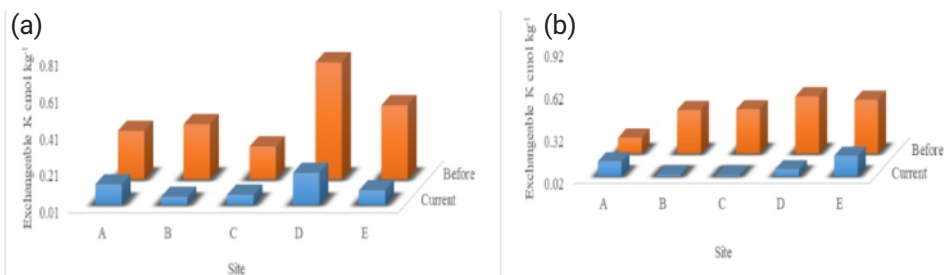 (a)
Exchangeable K cmol kg⁻¹
0.81
0.61
0.41
0.21
0.01
A B C D E
Before
Current
Site
(b)
Exchangeable K cmol kg⁻¹
0.92
0.62
0.32
0.02
A B C D E
Before
Current
Site